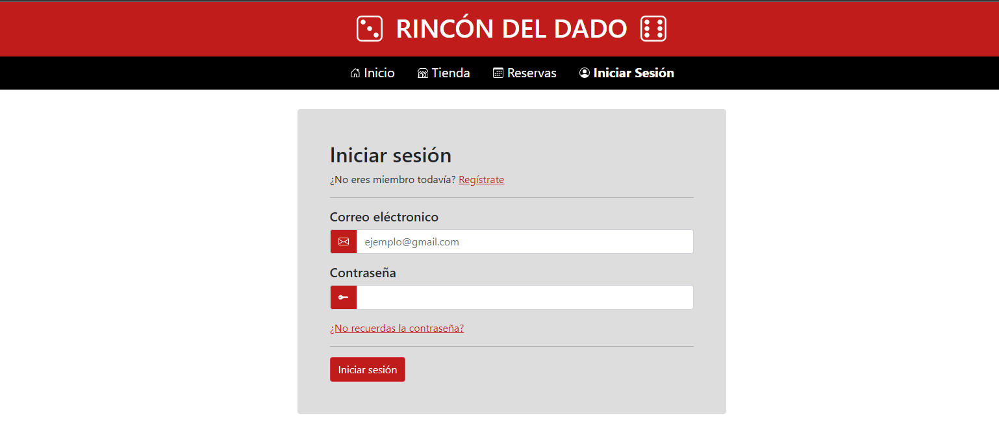 RINCÓN DEL DADO
Inicio Tienda Reservas Iniciar Sesión
Iniciar sesión
¿No eres miembro todavía? Regístrate
Correo eléctronico
ejemplo@gmail.com
Contraseña
¿No recuerdas la contraseña?
Iniciar sesión